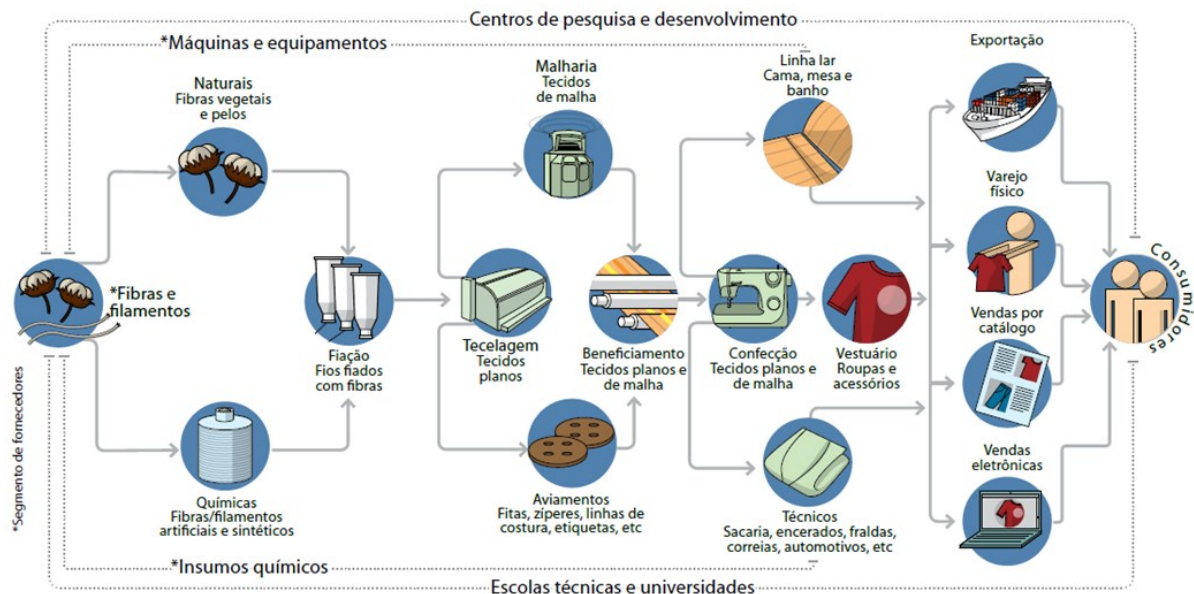 Centros de pesquisa e desenvolvimento
*Máquinas e equipamentos
Exportação
Naturais
Fibras vegetais
e pelos
Malharia
Tecidos
de malha
Linha lar
Cama, mesa e
banho
Varejo
físico
*Fibras e
filamentos
Fiação
Fios fiados
com fibras
Tecelagem
Tecidos
planos
Beneficiamento
Tecidos planos e
de malha
Confecção
Tecidos planos e
de malha
Vestuário
Roupas e
acessórios
Vendas por
catálogo
Consumidores
Químicas
Fibras/filamentos
artificiais e sintéticos
Aviamentos
Fitas, zíperes, linhas de
costura, etiquetas, etc
Técnicos
Sacaria, encerados, fraldas,
correias, automotivos, etc
Vendas
eletrônicas
*Segmento de fornecedores
*Insumos químicos
Escolas técnicas e universidades